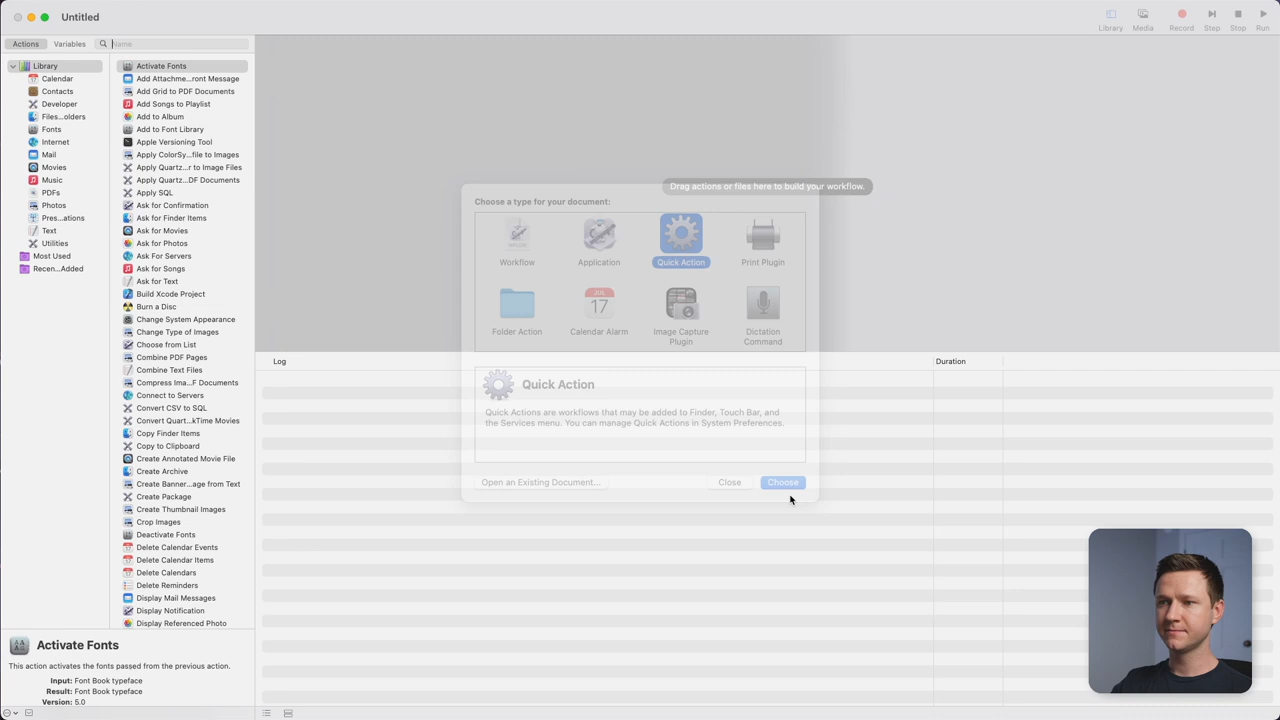 Untitled
Library
Media
Record
Step
Stop
Run
Actions
Variables
Name
Library
Calendar
Contacts
Developer
Files...olders
Fonts
Internet
Mail
Movies
Music
PDFs
Photos
Pres...ations
Text
Utilities
Most Used
Recen...Added
Activate Fonts
Add Attachme...ront Message
Add Grid to PDF Documents
Add Songs to Playlist
Add to Album
Add to Font Library
Apple Versioning Tool
Apply ColorSy...file to Images
Apply Quartz...r to Image Files
Apply Quartz...DF Documents
Apply SQL
Ask for Confirmation
Ask for Finder Items
Ask for Movies
Ask for Photos
Ask For Servers
Ask for Songs
Ask for Text
Build Xcode Project
Burn a Disc
Change System Appearance
Change Type of Images
Choose from List
Combine PDF Pages
Combine Text Files
Compress Ima...F Documents
Connect to Servers
Convert CSV to SQL
Convert Quart...kTime Movies
Copy Finder Items
Copy to Clipboard
Create Annotated Movie File
Create Archive
Create Banner...age from Text
Create Package
Create Thumbnail Images
Crop Images
Deactivate Fonts
Delete Calendar Events
Delete Calendar Items
Delete Calendars
Delete Reminders
Display Mail Messages
Display Notification
Display Referenced Photo
Activate Fonts
This action activates the fonts passed from the previous action.
Input: Font Book typeface
Result: Font Book typeface
Version: 5.0
Drag actions or files here to build your workflow.
Choose a type for your document:
Workflow
Application
Quick Action
Print Plugin
Folder Action
JUL
17
Calendar Alarm
Image Capture
Plugin
Dictation
Command
Quick Action
Quick Actions are workflows that may be added to Finder, Touch Bar, and
the Services menu. You can manage Quick Actions in System Preferences.
Open an Existing Document...
Close
Choose
Log
Duration